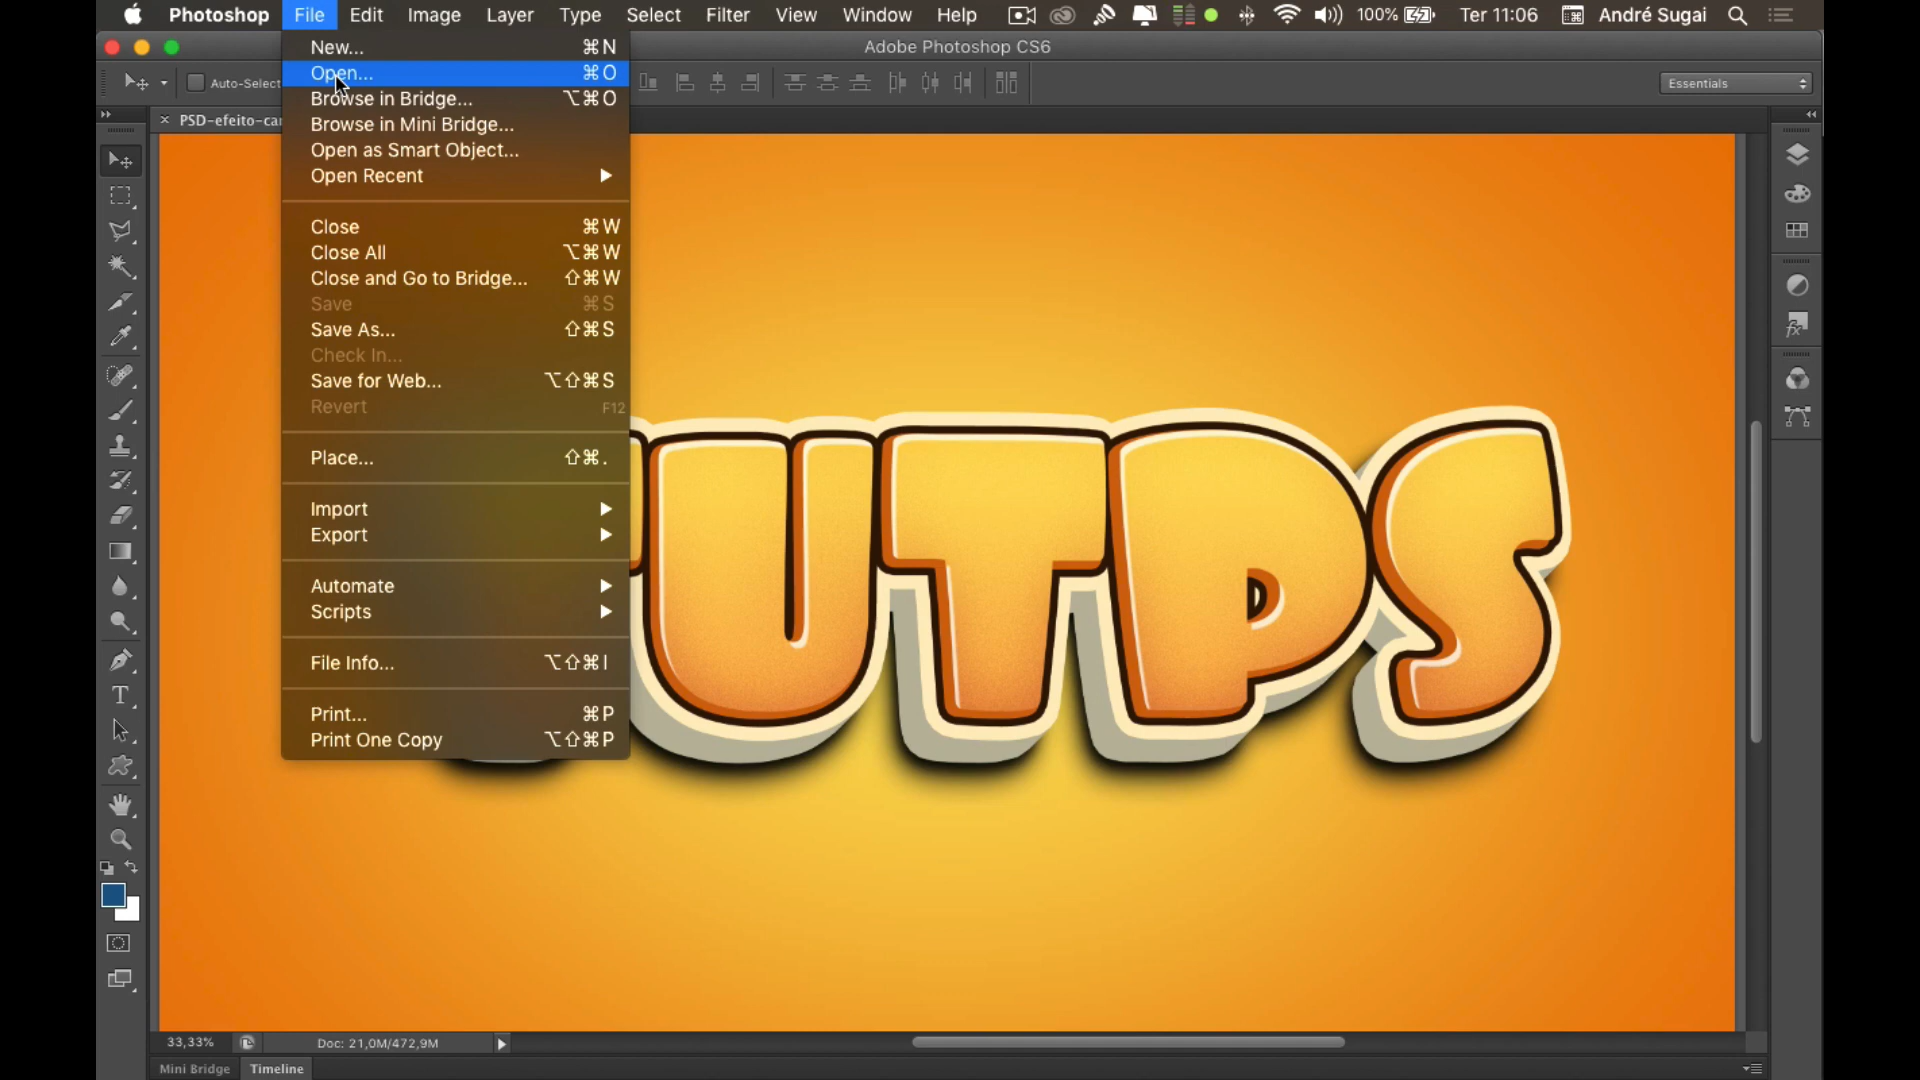 Photoshop File Edit Image Layer Type Select Filter View Window Help 100% Ter 11:06 André Sugai
Adobe Photoshop CS6
Auto-Select Essentials
New... ⌘N
Open... ⌘O
Browse in Bridge... ⌥⌘O
Browse in Mini Bridge...
Open as Smart Object...
Open Recent
Close ⌘W
Close All ⌥⌘W
Close and Go to Bridge... ⇧⌘W
Save ⌘S
Save As... ⇧⌘S
Check In...
Save for Web... ⌥⇧⌘S
Revert F12
Place... ⇧⌘.
Import
Export
Automate
Scripts
File Info... ⌥⇧⌘I
Print... ⌘P
Print One Copy ⌥⇧⌘P
PSD-efeito-car
UTPS
33,33% Doc: 21,0M/472,9M
Mini Bridge Timeline